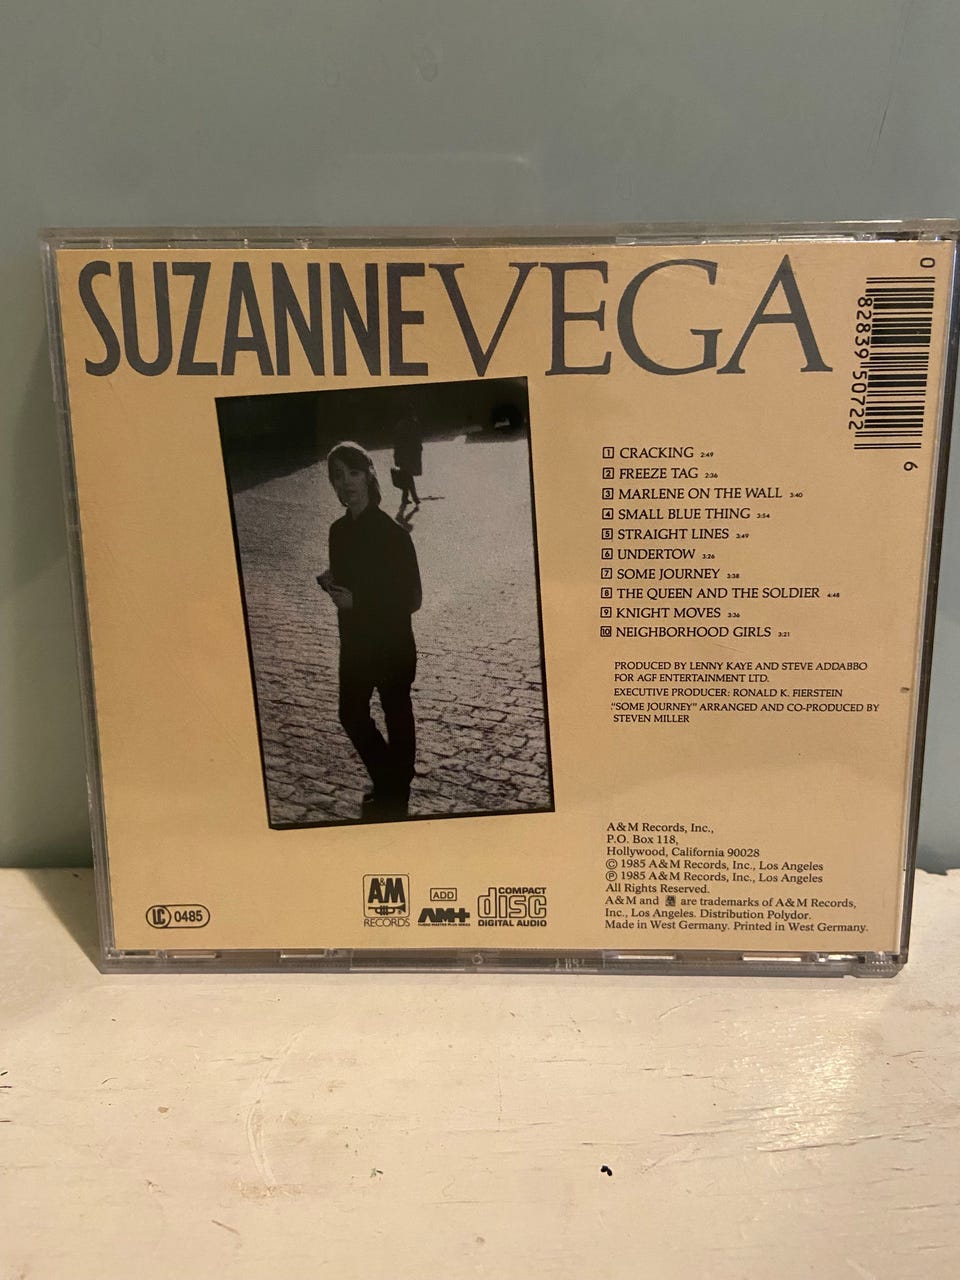 SUZANNE VEGA
0 82839 50722 6
1 CRACKING 2:49
2 FREEZE TAG 2:36
3 MARLENE ON THE WALL 3:40
4 SMALL BLUE THING 3:54
5 STRAIGHT LINES 3:49
6 UNDERTOW 3:26
7 SOME JOURNEY 3:38
8 THE QUEEN AND THE SOLDIER 4:48
9 KNIGHT MOVES 3:36
10 NEIGHBORHOOD GIRLS 3:21
PRODUCED BY LENNY KAYE AND STEVE ADDABBO
FOR AGF ENTERTAINMENT LTD.
EXECUTIVE PRODUCER: RONALD K. FIERSTEIN
"SOME JOURNEY" ARRANGED AND CO-PRODUCED BY
STEVEN MILLER
A&M Records, Inc.,
P.O. Box 118,
Hollywood, California 90028
© 1985 A&M Records, Inc., Los Angeles
℗ 1985 A&M Records, Inc., Los Angeles
All Rights Reserved.
A&M and are trademarks of A&M Records,
Inc., Los Angeles. Distribution Polydor.
Made in West Germany. Printed in West Germany.
LC 0485
A&M
RECORDS
ADD
AM+
AUDIO MASTER PLUS SERIES
COMPACT
disc
DIGITAL AUDIO